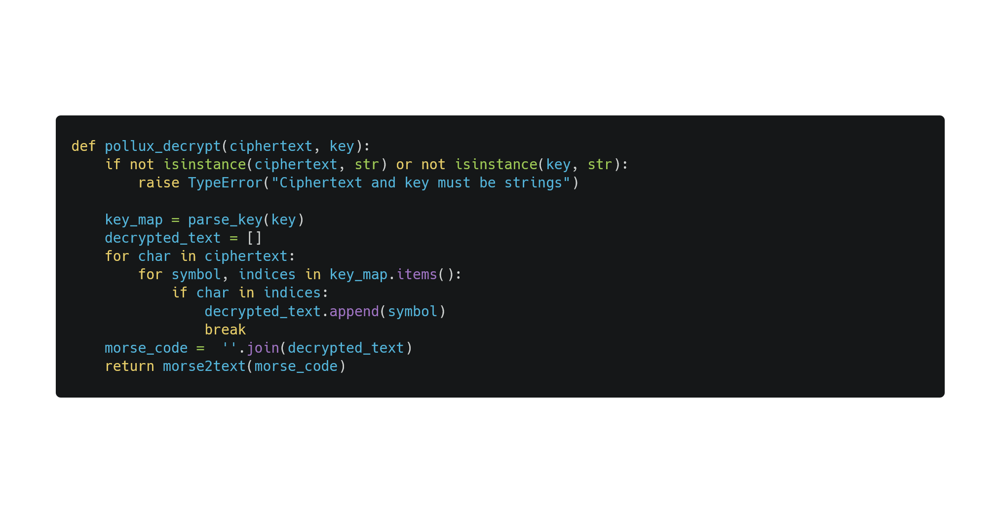 def pollux_decrypt(ciphertext, key):
    if not isinstance(ciphertext, str) or not isinstance(key, str):
        raise TypeError("Ciphertext and key must be strings")

    key_map = parse_key(key)
    decrypted_text = []
    for char in ciphertext:
        for symbol, indices in key_map.items():
            if char in indices:
                decrypted_text.append(symbol)
                break
    morse_code =  ''.join(decrypted_text)
    return morse2text(morse_code)